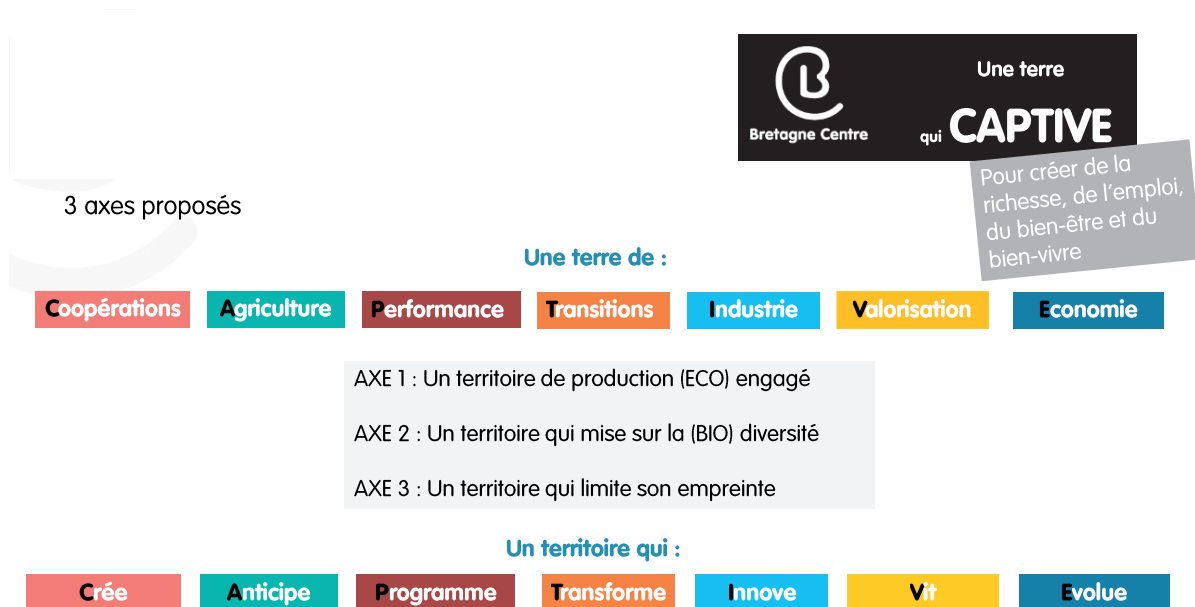 Une terre
qui CAPTIVE
Bretagne Centre
Pour créer de la
richesse, de l'emploi,
du bien-être et du
bien-vivre
3 axes proposés
Une terre de :
Coopérations Agriculture Performance Transitions Industrie Valorisation Economie
AXE 1 : Un territoire de production (ECO) engagé
AXE 2 : Un territoire qui mise sur la (BIO) diversité
AXE 3 : Un territoire qui limite son empreinte
Un territoire qui :
Crée Anticipe Programme Transforme Innove Vit Evolue